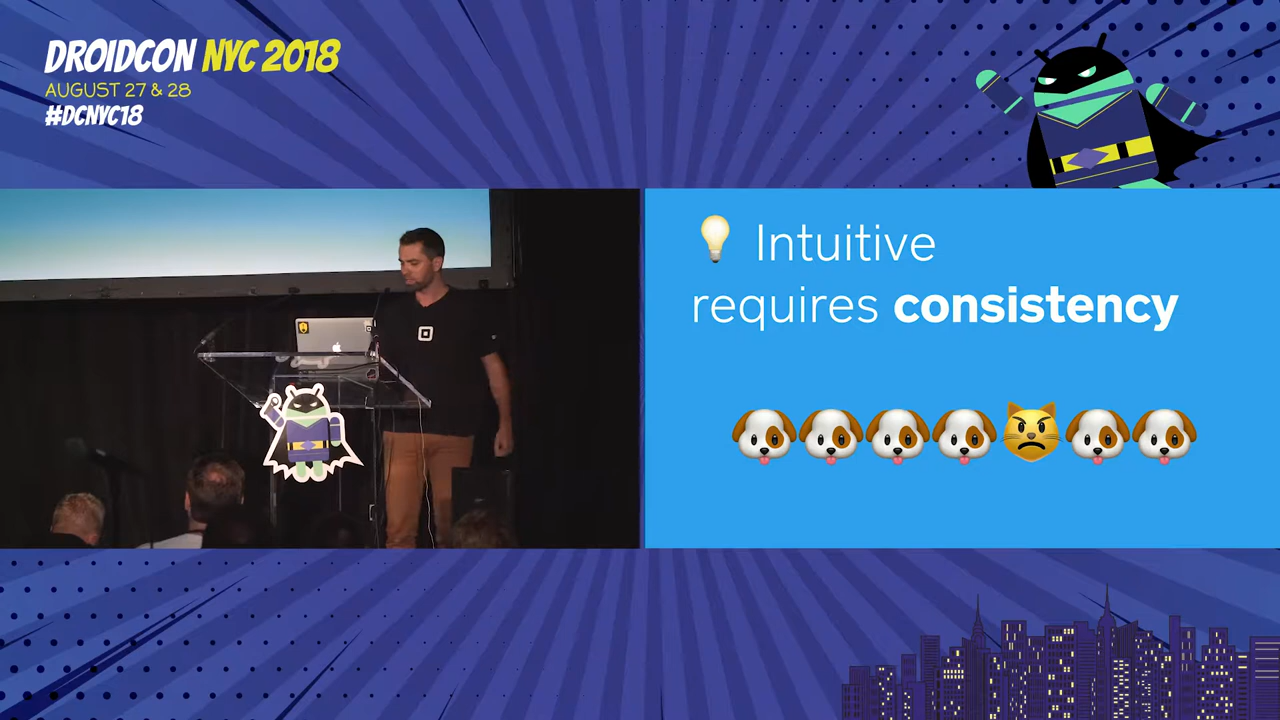 DROIDCON NYC 2018
AUGUST 27 & 28
#DCNYC18
💡 Intuitive
requires consistency